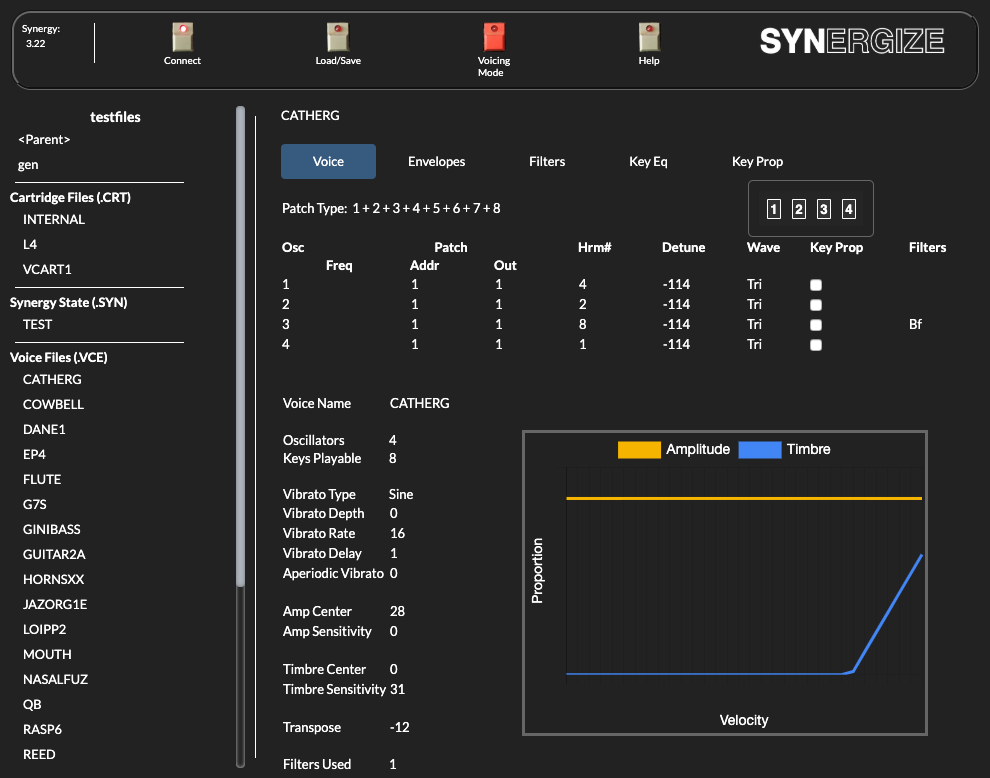 Synergy:
3.22
Connect
Load/Save
Voicing
Mode
Help
SYNERGIZE
testfiles
<Parent>
gen
Cartridge Files (.CRT)
INTERNAL
L4
VCART1
Synergy State (.SYN)
TEST
Voice Files (.VCE)
CATHERG
COWBELL
DANE1
EP4
FLUTE
G7S
GINIBASS
GUITAR2A
HORNSXX
JAZORG1E
LOIPP2
MOUTH
NASALFUZ
QB
RASP6
REED
CATHERG
Voice Envelopes Filters Key Eq Key Prop
Patch Type: 1 + 2 + 3 + 4 + 5 + 6 + 7 + 8
1 2 3 4
Osc Patch Hrm# Detune Wave Key Prop Filters
Freq Addr Out
1 1 1 4 -114 Tri
2 1 1 2 -114 Tri
3 1 1 8 -114 Tri Bf
4 1 1 1 -114 Tri
Voice Name CATHERG
Oscillators 4
Keys Playable 8
Vibrato Type Sine
Vibrato Depth 0
Vibrato Rate 16
Vibrato Delay 1
Aperiodic Vibrato 0
Amp Center 28
Amp Sensitivity 0
Timbre Center 0
Timbre Sensitivity 31
Transpose -12
Filters Used 1
Amplitude Timbre
Proportion
Velocity